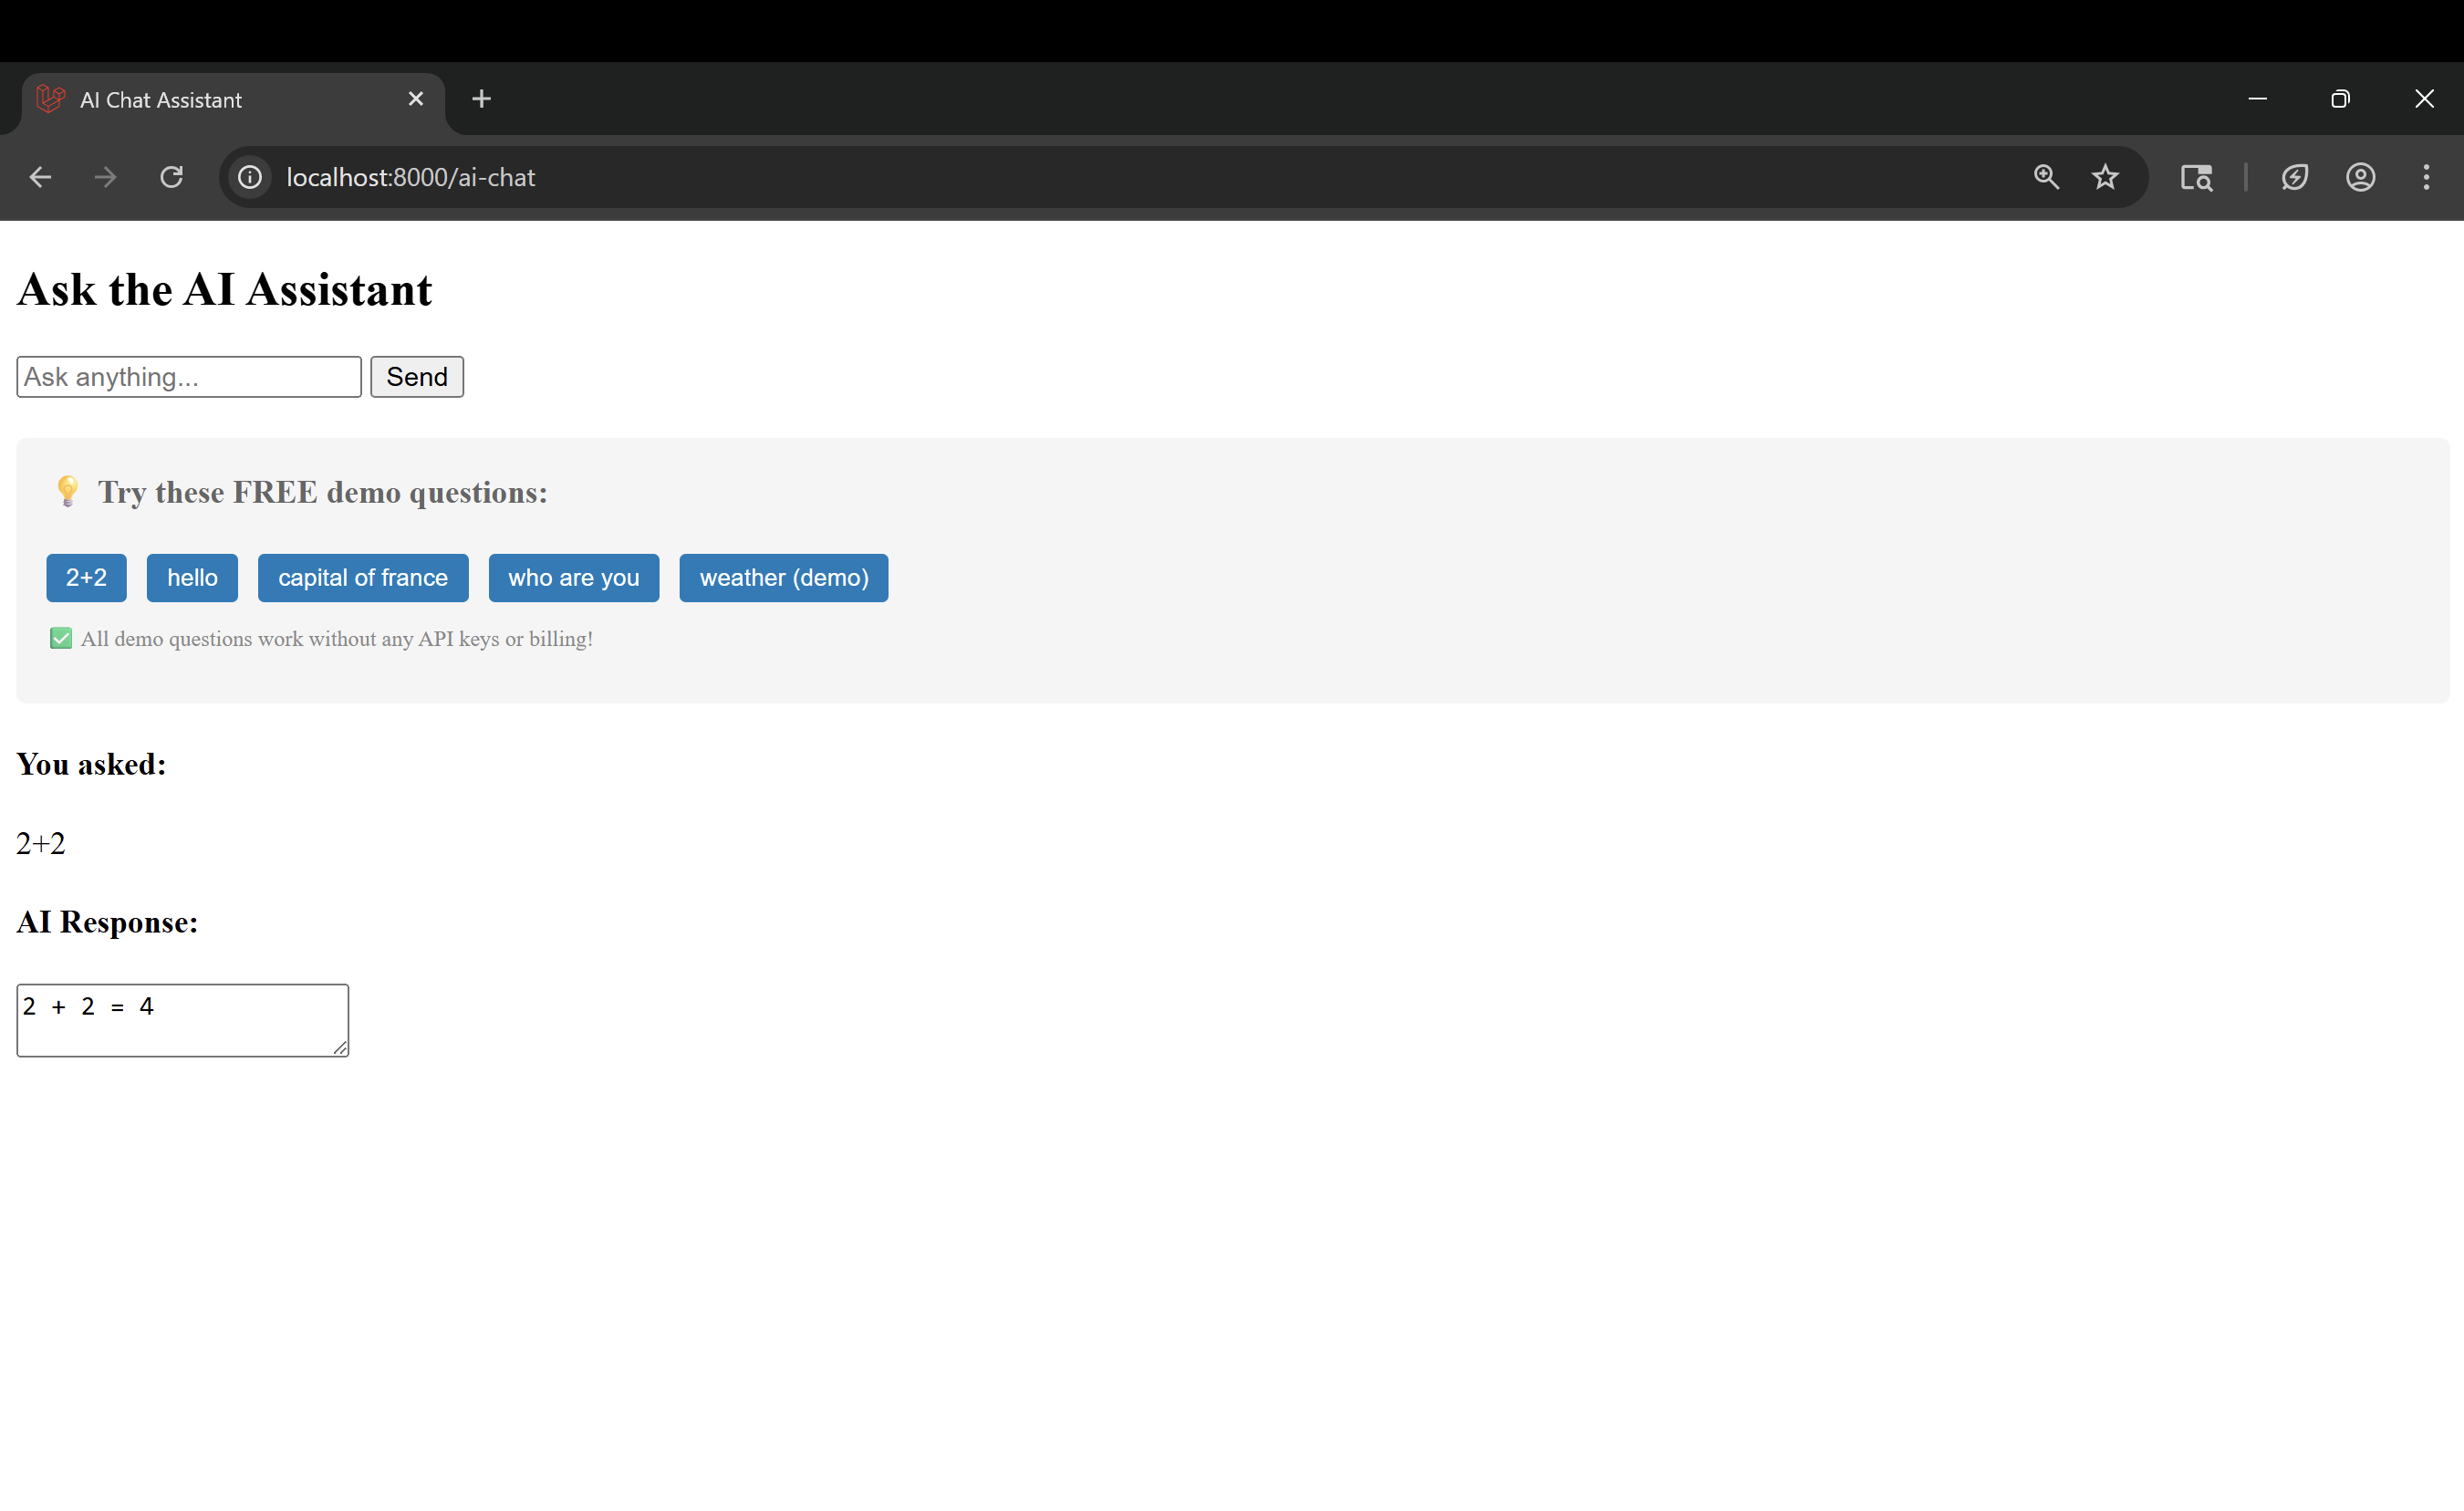 AI Chat Assistant
localhost:8000/ai-chat
Ask the AI Assistant
Ask anything... Send
Try these FREE demo questions:
2+2 hello capital of france who are you weather (demo)
All demo questions work without any API keys or billing!
You asked:
2+2
AI Response:
2 + 2 = 4